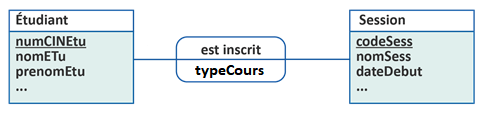 Étudiant
numCINEtu
nomETu
prenomEtu
...
est inscrit
typeCours
Session
codeSess
nomSess
dateDebut
...